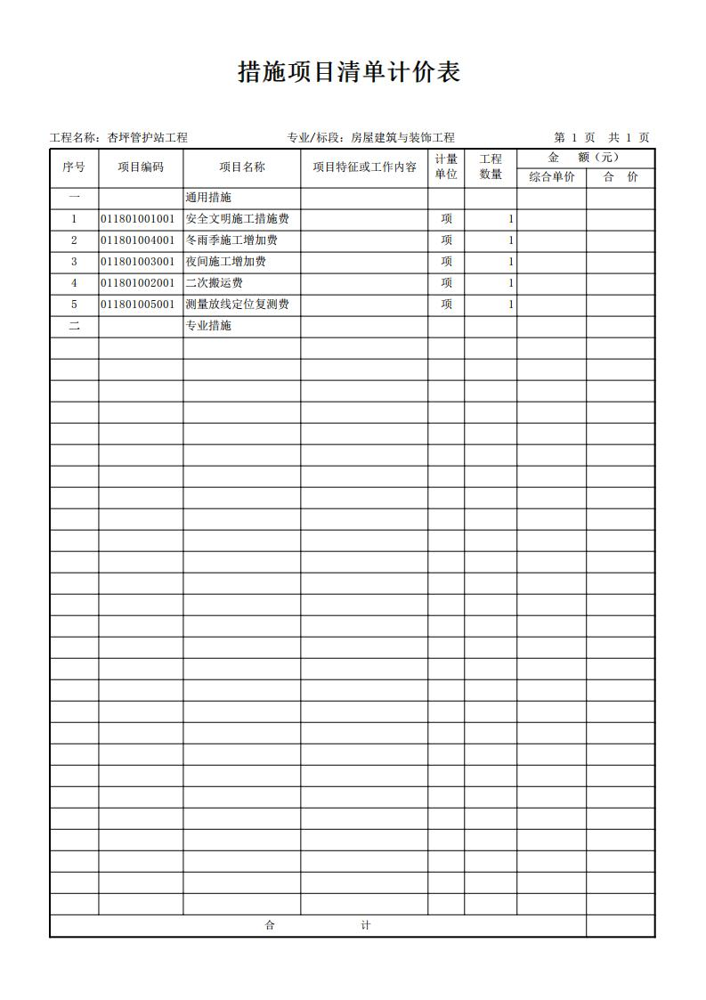 措施项目清单计价表
工程名称：杏坪管护站工程 专业/标段：房屋建筑与装饰工程 第 1 页 共 1 页
序号 项目编码 项目名称 项目特征或工作内容 计量单位 工程数量 金 额（元）
综合单价 合 价
一 通用措施
1 011801001001 安全文明施工措施费 项 1
2 011801004001 冬雨季施工增加费 项 1
3 011801003001 夜间施工增加费 项 1
4 011801002001 二次搬运费 项 1
5 011801005001 测量放线定位复测费 项 1
二 专业措施
合 计